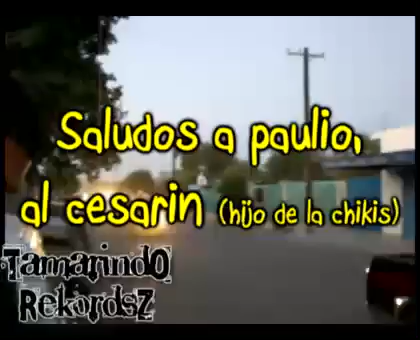 Saludos a paulio,
al cesarin (hijo de la chikis)
Tamarindo
RekordsZ